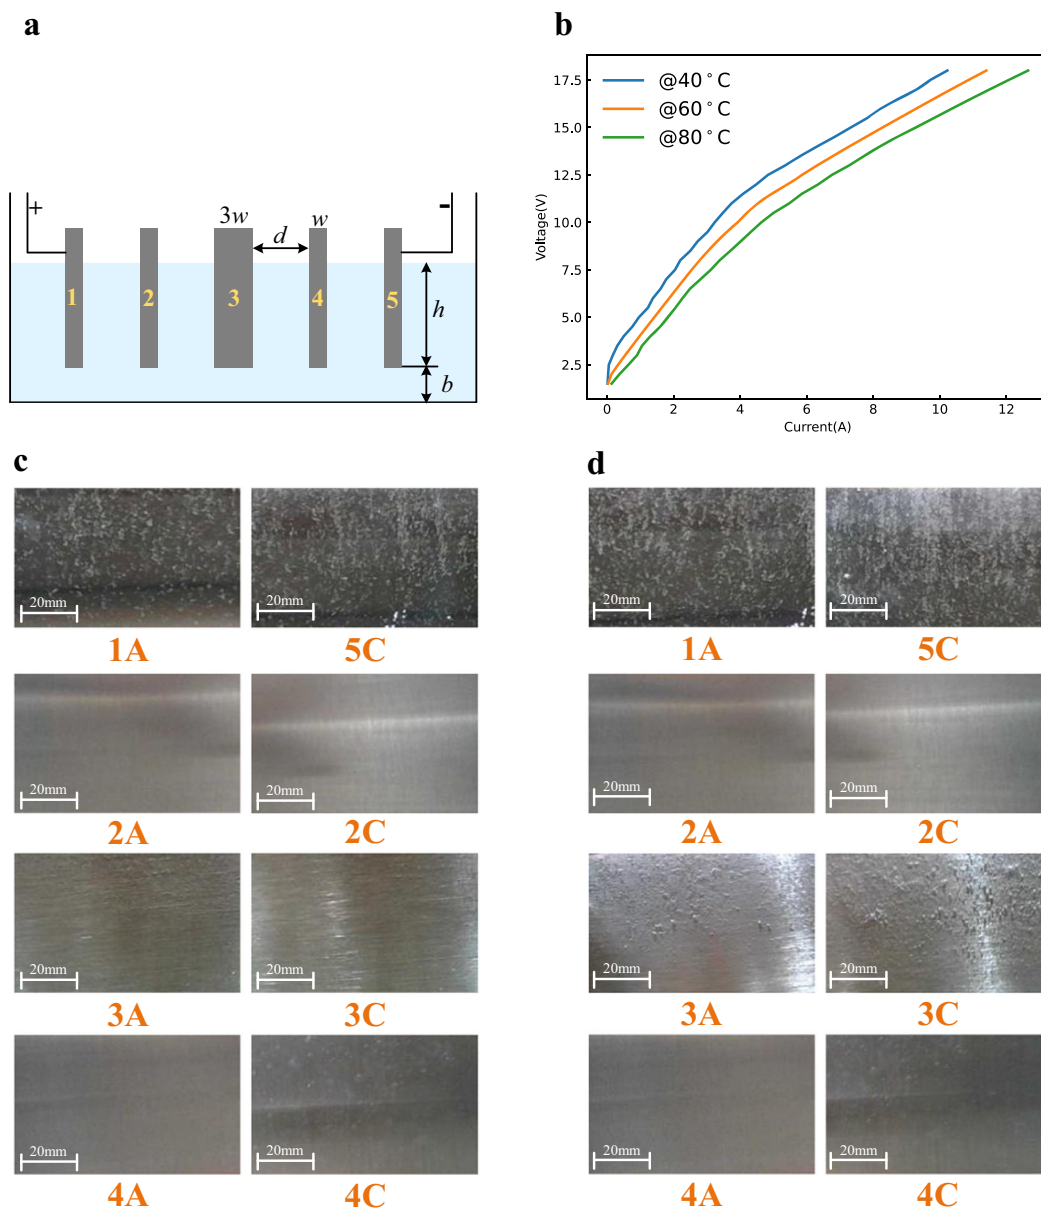 a
b
+
-
3w
w
d
1
2
3
4
5
h
b
@40°C
@60°C
@80°C
17.5
15.0
12.5
10.0
7.5
5.0
2.5
Voltage(V)
0 2 4 6 8 10 12
Current(A)
c
d
20mm 20mm 20mm 20mm
1A 5C 1A 5C
20mm 20mm 20mm 20mm
2A 2C 2A 2C
20mm 20mm 20mm 20mm
3A 3C 3A 3C
20mm 20mm 20mm 20mm
4A 4C 4A 4C